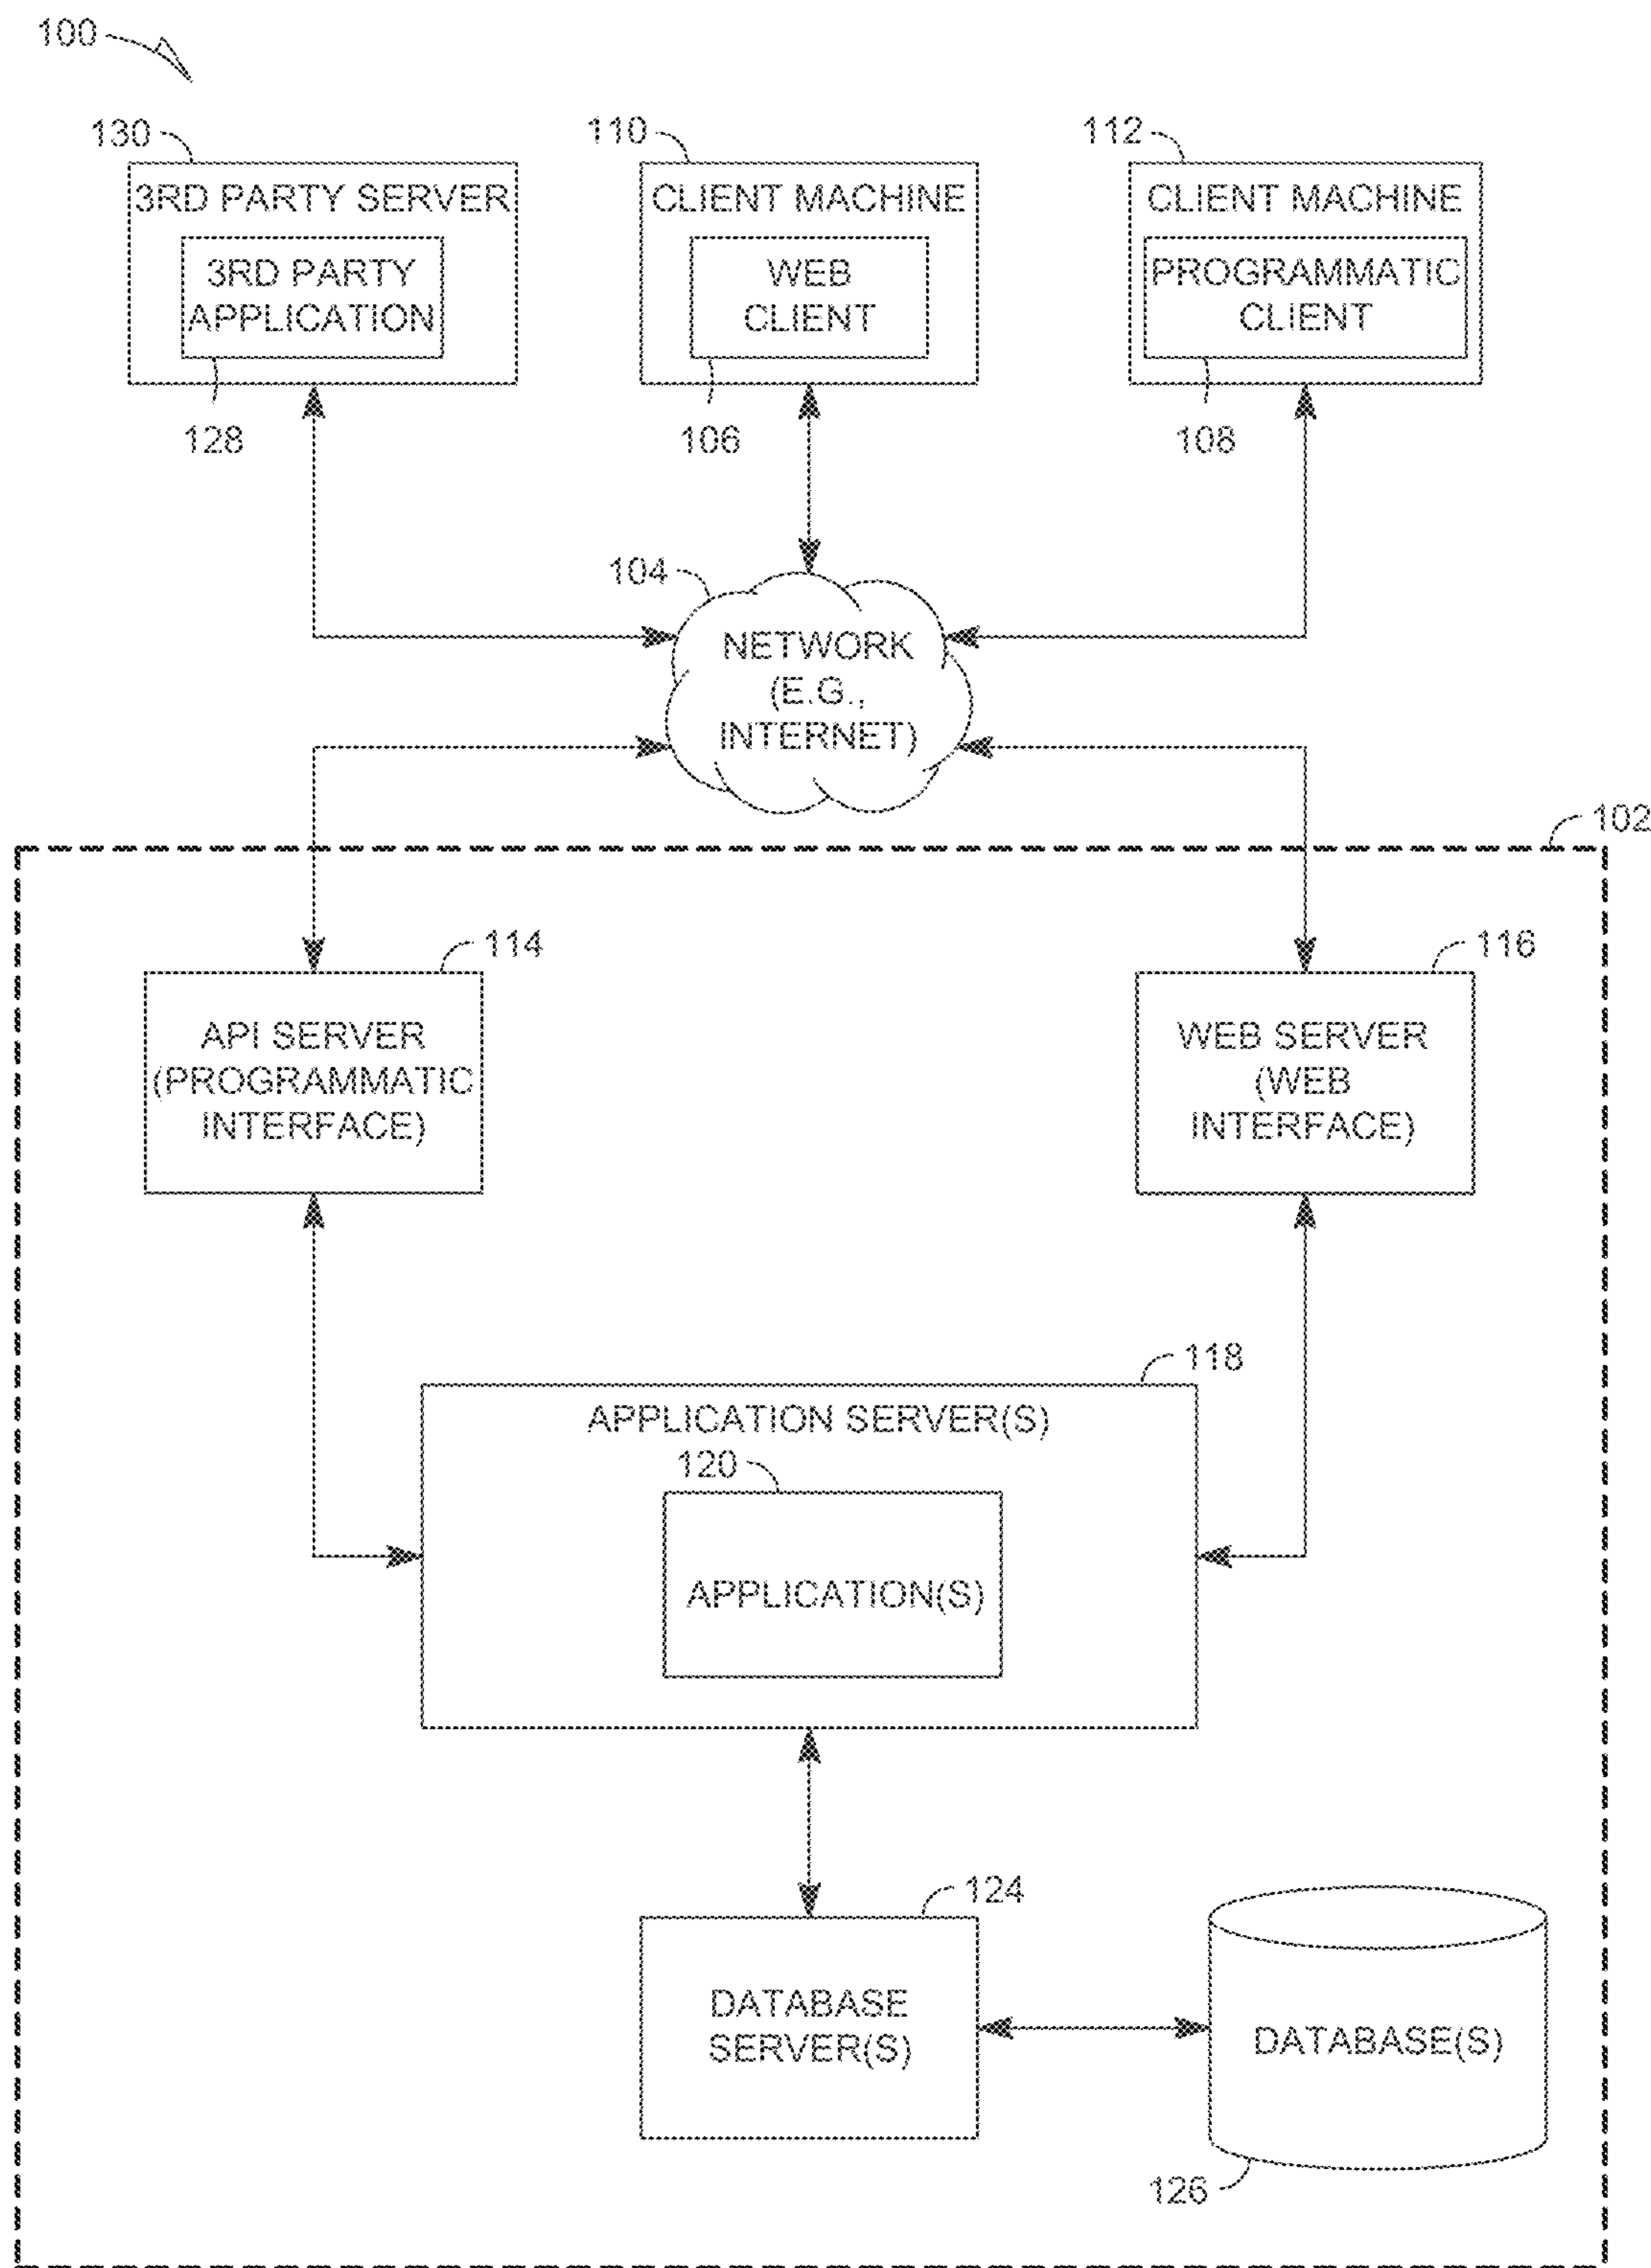 100
130
110
112
3RD PARTY SERVER
CLIENT MACHINE
CLIENT MACHINE
3RD PARTY
APPLICATION
WEB
CLIENT
PROGRAMMATIC
CLIENT
128
106
108
104
NETWORK
(E.G.,
INTERNET)
102
114
116
API SERVER
(PROGRAMMATIC
INTERFACE)
WEB SERVER
(WEB
INTERFACE)
118
APPLICATION SERVER(S)
120
APPLICATION(S)
124
DATABASE
SERVER(S)
DATABASE(S)
126